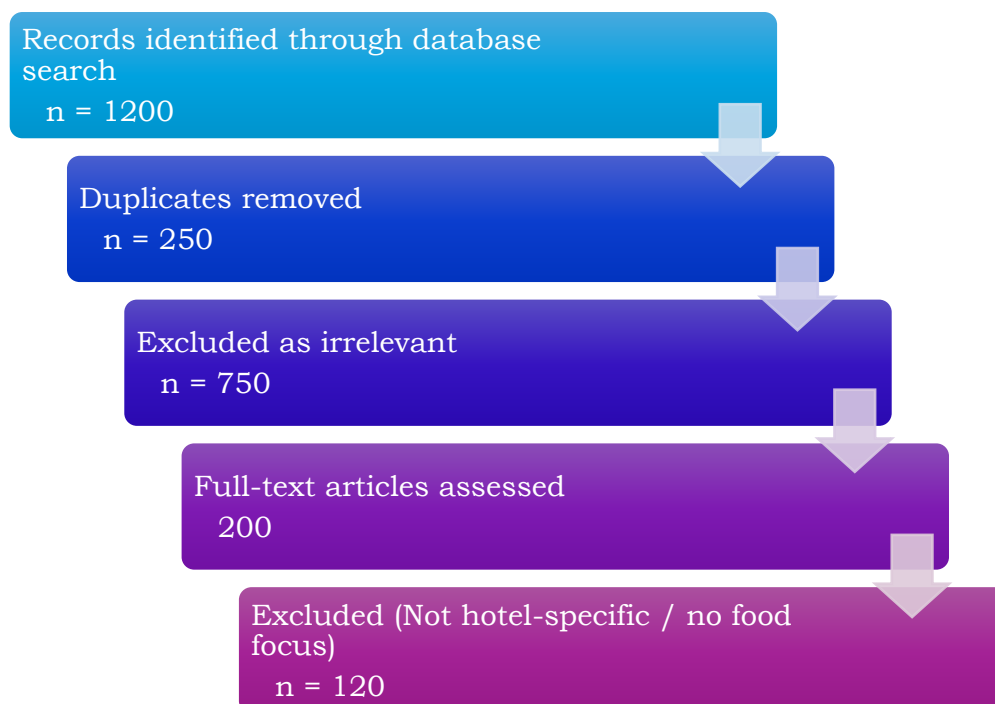 Records identified through database
search
n = 1200
Duplicates removed
n = 250
Excluded as irrelevant
n = 750
Full-text articles assessed
200
Excluded (Not hotel-specific / no food
focus)
n = 120